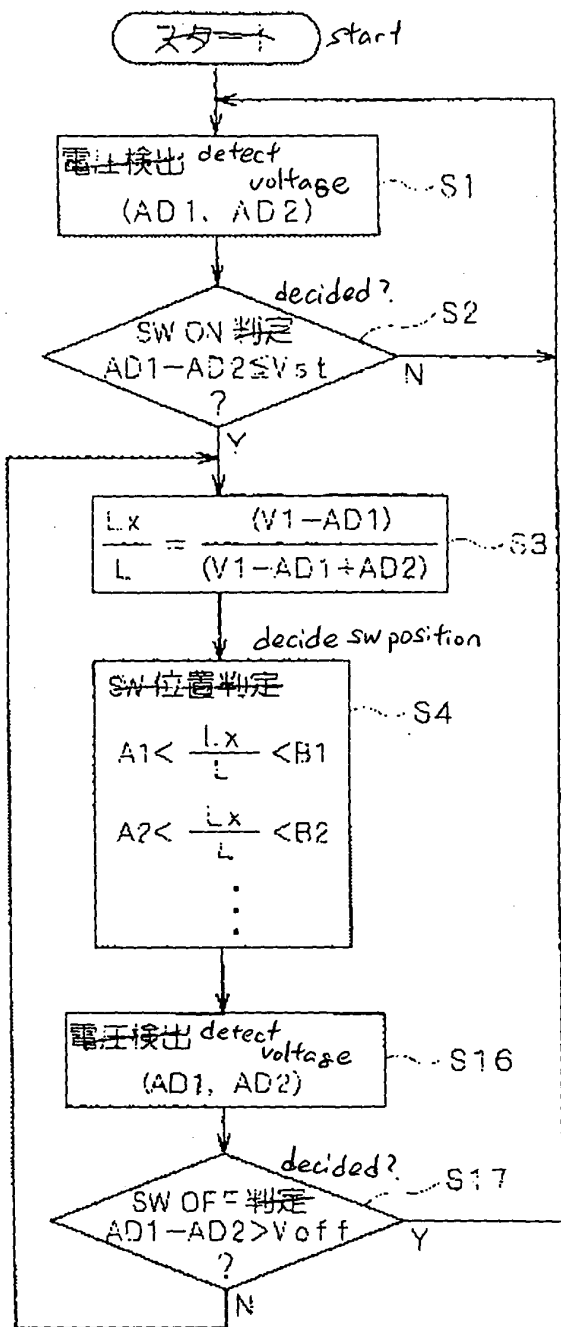 スタート start
電圧検出 detect
voltage
(AD1, AD2)
S1
decided?
SW ON 判定
AD1-AD2≦Vst
?
S2
N
Y
Lx/L = (V1-AD1)/(V1-AD1+AD2)
S3
decide sw position
SW 位置判定
A1< Lx/L <B1
A2< Lx/L <B2
⋮
S4
電圧検出 detect
voltage
(AD1, AD2)
S16
decided?
SW OFF 判定
AD1-AD2>Voff
?
S17
Y
N